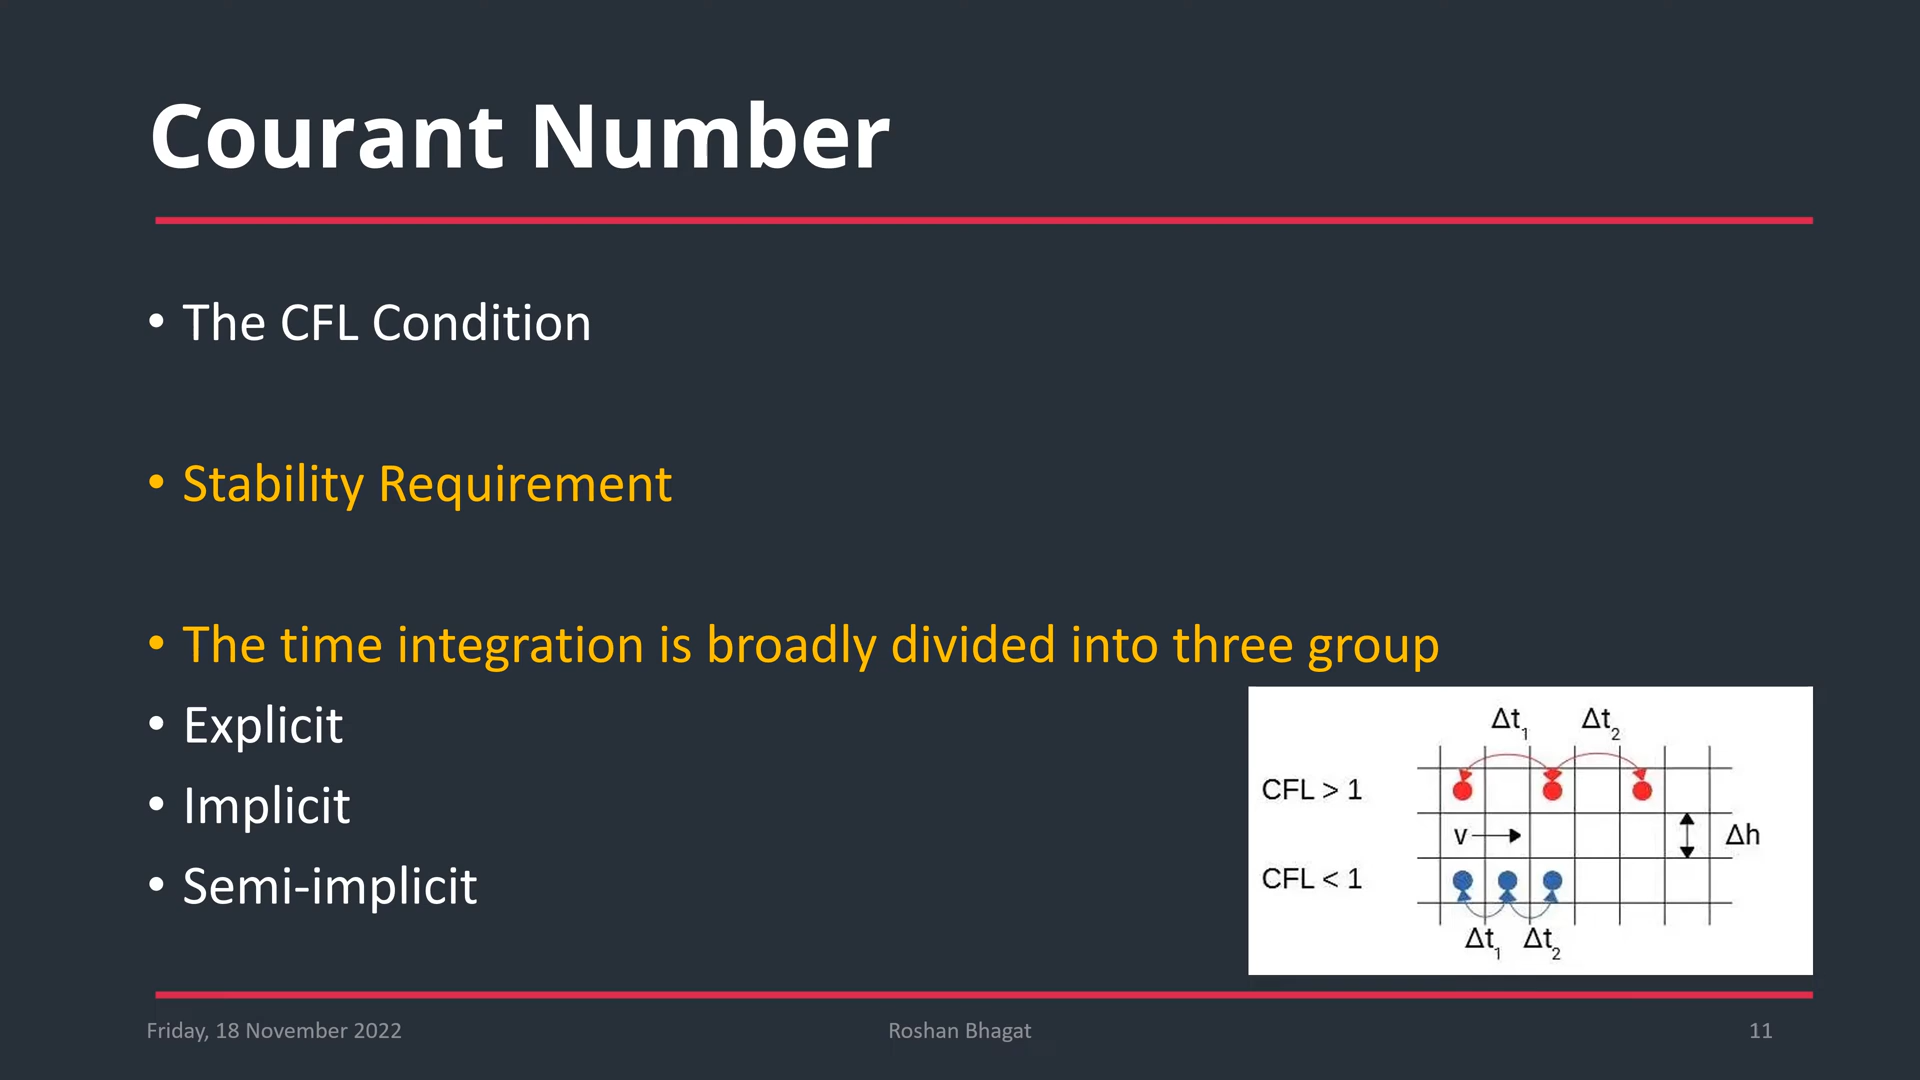 Courant Number
• The CFL Condition
• Stability Requirement
• The time integration is broadly divided into three group
• Explicit
• Implicit
• Semi-implicit
Δt1 Δt2
CFL > 1
v Δh
CFL < 1
Δt1 Δt2
Friday, 18 November 2022 Roshan Bhagat 11